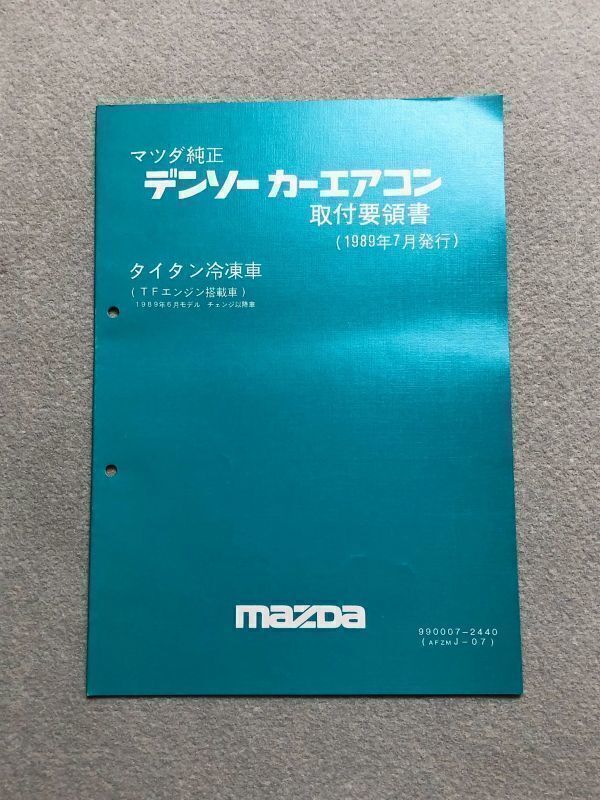 マツダ純正
デンソー カーエアコン
取付要領書
(1989年7月発行)
タイタン冷凍車
(TFエンジン搭載車)
1989年6月モデル チェンジ以降車
mazDa
990007-2440
(AFZMJ-07)